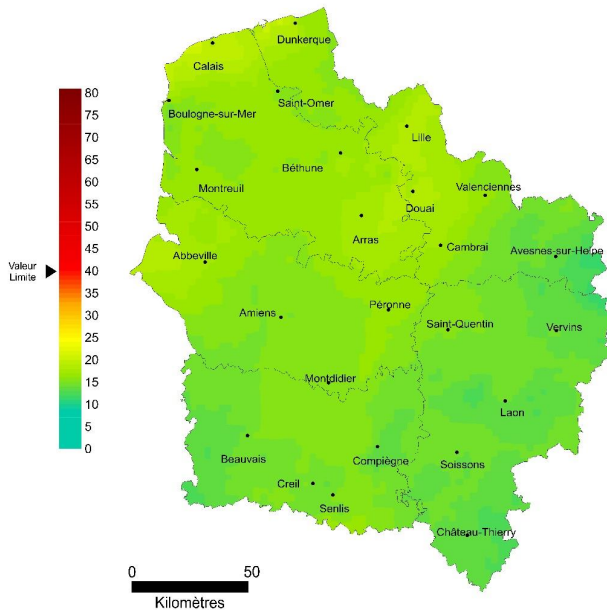 Dunkerque
Calais
80
75
Saint-Omer
70
Boulogne-sur-Mer
65
Lille
60
55
Béthune
Montreuil
Valenciennes
50
Douai
45
Arras
Valeur
Limite
40
Abbeville
Cambrai
Avesnes-sur-Helpe
35
30
Amiens
Péronne
Saint-Quentin
Vervins
25
20
15
Montdidier
10
Laon
5
0
Beauvais
Compiègne
Soissons
Creil
Senlis
Château-Thierry
0 50
Kilomètres